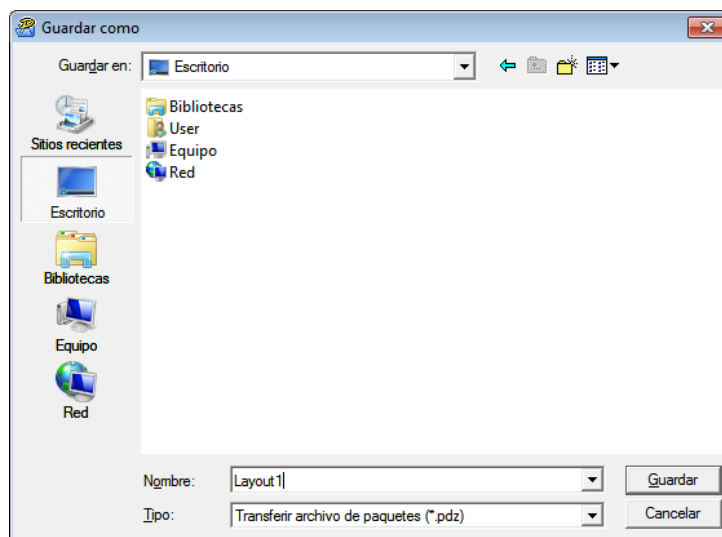 Guardar como
Guardar en: Escritorio
Bibliotecas
User
Equipo
Red
Sitios recientes
Escritorio
Bibliotecas
Equipo
Red
Nombre: Layout1 Guardar
Tipo: Transferir archivo de paquetes (*.pdz) Cancelar